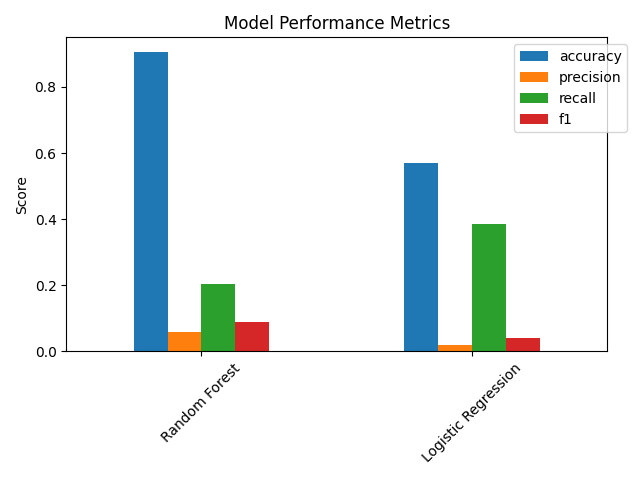 Model Performance Metrics
accuracy
precision
recall
f1
Score
0.8
0.6
0.4
0.2
0.0
Random Forest
Logistic Regression